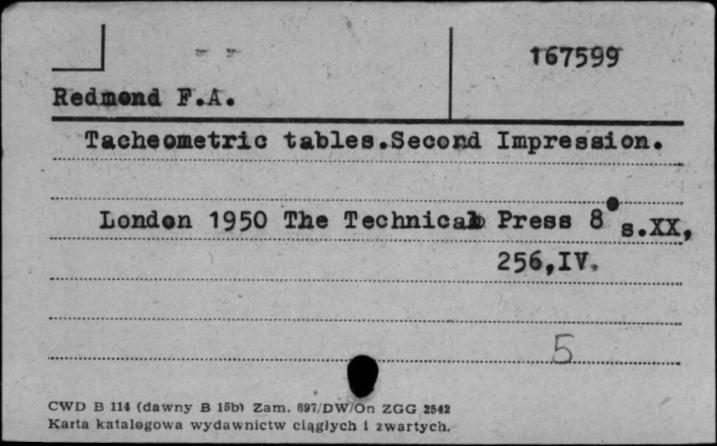 167599
Redmond F.A.
Tacheometric tables.Second Impression.
London 1950 The Technical Press 8° s.XX,
256,IV.
5
CWD B 114 (dawny B 15b) Zam. 897/DW/On ZGG 2542
Karta katalogowa wydawnictw ciągłych i zwartych.